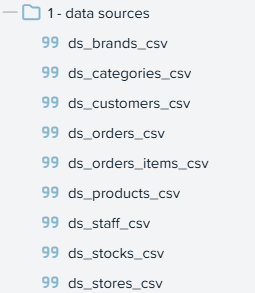 1 - data sources
99 ds_brands_csv
99 ds_categories_csv
99 ds_customers_csv
99 ds_orders_csv
99 ds_orders_items_csv
99 ds_products_csv
99 ds_staff_csv
99 ds_stocks_csv
99 ds_stores_csv